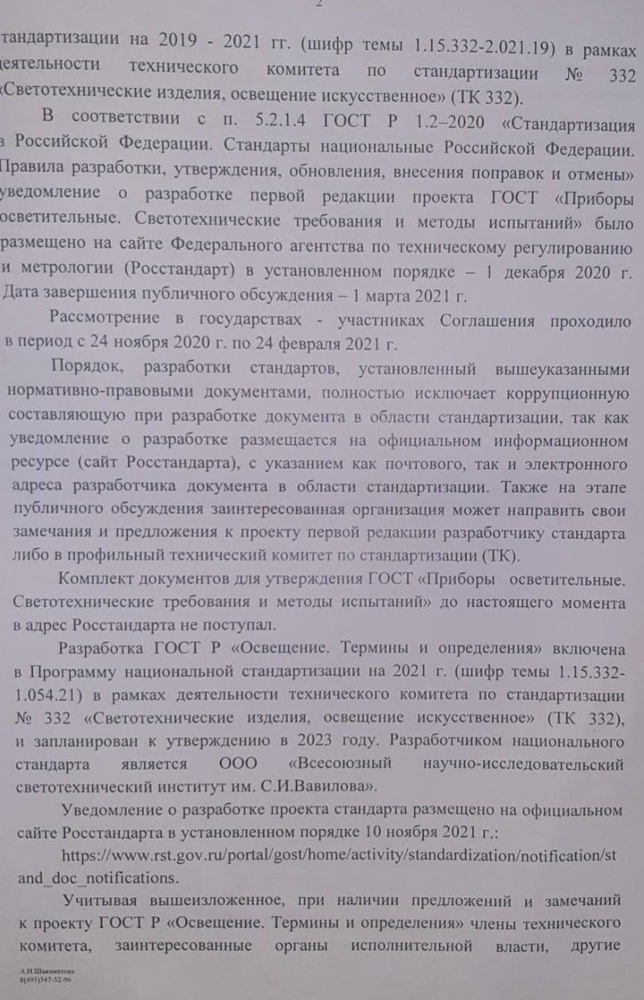 2
стандартизации на 2019 - 2021 гг. (шифр темы 1.15.332-2.021.19) в рамках
деятельности технического комитета по стандартизации № 332
«Светотехнические изделия, освещение искусственное» (ТК 332).
В соответствии с п. 5.2.1.4 ГОСТ Р 1.2–2020 «Стандартизация
в Российской Федерации. Стандарты национальные Российской Федерации.
Правила разработки, утверждения, обновления, внесения поправок и отмены»
уведомление о разработке первой редакции проекта ГОСТ «Приборы
осветительные. Светотехнические требования и методы испытаний» было
размещено на сайте Федерального агентства по техническому регулированию
и метрологии (Росстандарт) в установленном порядке – 1 декабря 2020 г.
Дата завершения публичного обсуждения – 1 марта 2021 г.
Рассмотрение в государствах - участниках Соглашения проходило
в период с 24 ноября 2020 г. по 24 февраля 2021 г.
Порядок, разработки стандартов, установленный вышеуказанными
нормативно-правовыми документами, полностью исключает коррупционную
составляющую при разработке документа в области стандартизации, так как
уведомление о разработке размещается на официальном информационном
ресурсе (сайт Росстандарта), с указанием как почтового, так и электронного
адреса разработчика документа в области стандартизации. Также на этапе
публичного обсуждения заинтересованная организация может направить свои
замечания и предложения к проекту первой редакции разработчику стандарта
либо в профильный технический комитет по стандартизации (ТК).
Комплект документов для утверждения ГОСТ «Приборы осветительные.
Светотехнические требования и методы испытаний» до настоящего момента
в адрес Росстандарта не поступал.
Разработка ГОСТ Р «Освещение. Термины и определения» включена
в Программу национальной стандартизации на 2021 г. (шифр темы 1.15.332-
1.054.21) в рамках деятельности технического комитета по стандартизации
№ 332 «Светотехнические изделия, освещение искусственное» (ТК 332),
и запланирован к утверждению в 2023 году. Разработчиком национального
стандарта является ООО «Всесоюзный научно-исследовательский
светотехнический институт им. С.И.Вавилова».
Уведомление о разработке проекта стандарта размещено на официальном
сайте Росстандарта в установленном порядке 10 ноября 2021 г.:
https://www.rst.gov.ru/portal/gost/home/activity/standardization/notification/st
and_doc_notifications.
Учитывая вышеизложенное, при наличии предложений и замечаний
к проекту ГОСТ Р «Освещение. Термины и определения» члены технического
комитета, заинтересованные органы исполнительной власти, другие
А.И.Шаяхметова
8(495)547-52-96